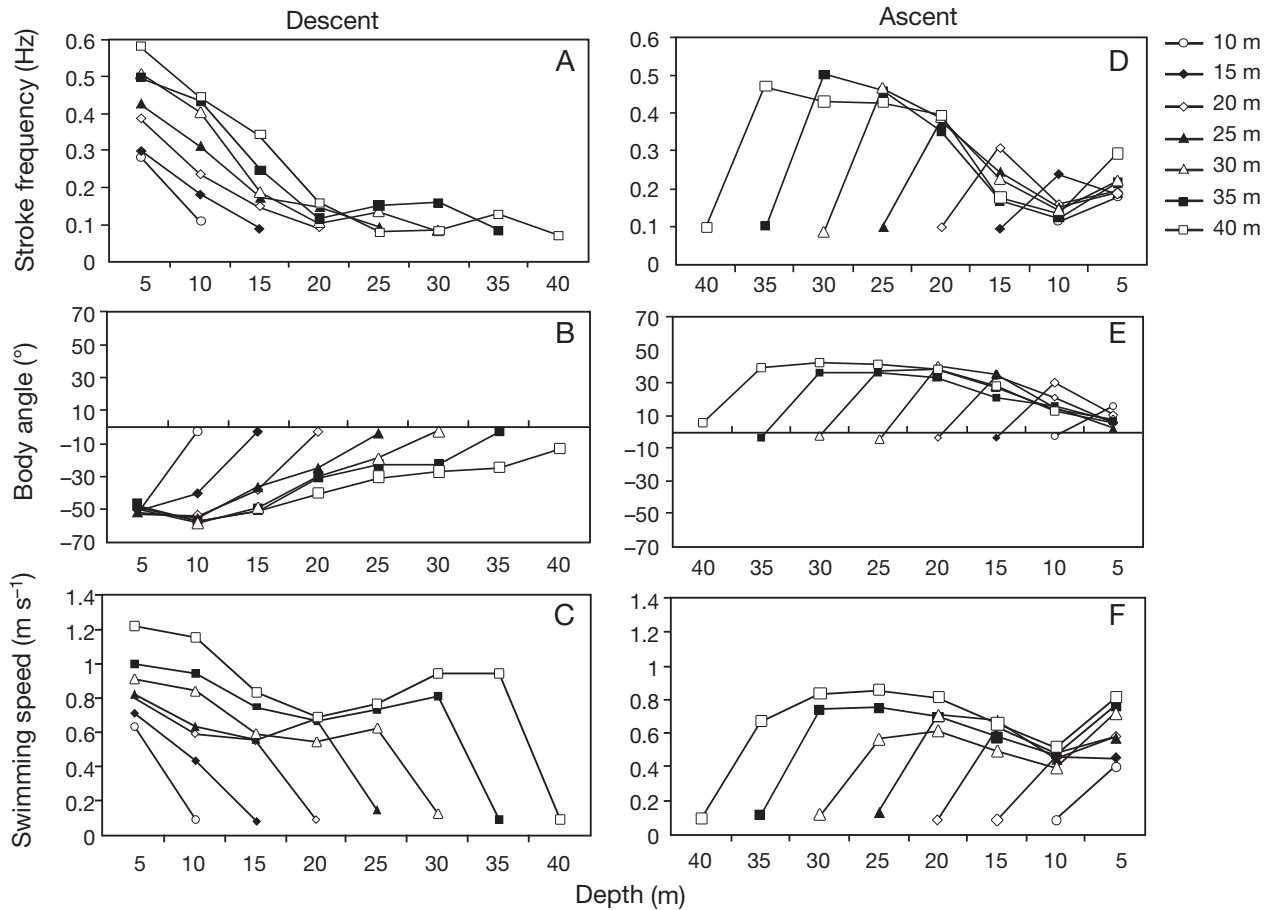 Descent
Ascent
Stroke frequency (Hz)
0.6
0.5
0.4
0.3
0.2
0.1
0
A
5 10 15 20 25 30 35 40
0.6
0.5
0.4
0.3
0.2
0.1
0
D
40 35 30 25 20 15 10 5
10 m
15 m
20 m
25 m
30 m
35 m
40 m
Body angle (°)
70
50
30
10
–10
–30
–50
–70
B
5 10 15 20 25 30 35 40
70
50
30
10
–10
–30
–50
–70
E
40 35 30 25 20 15 10 5
Swimming speed (m s–1)
1.4
1.2
1
0.8
0.6
0.4
0.2
0
C
5 10 15 20 25 30 35 40
1.4
1.2
1
0.8
0.6
0.4
0.2
0
F
40 35 30 25 20 15 10 5
Depth (m)